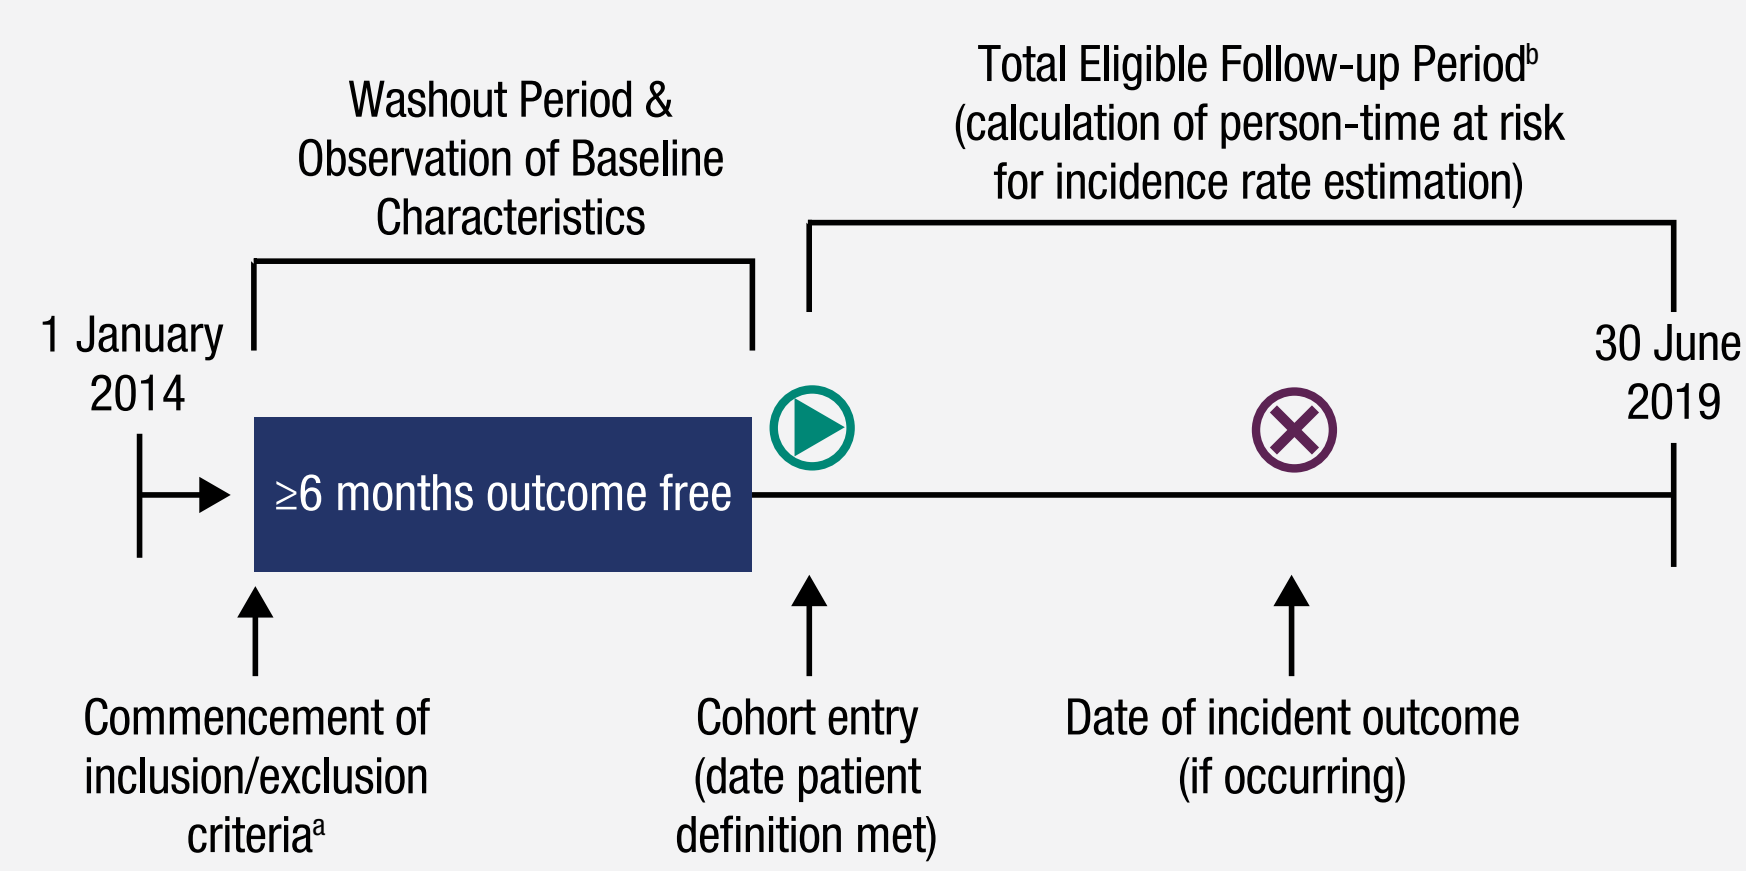 Total Eligible Follow-up Periodᵇ
(calculation of person-time at risk
for incidence rate estimation)
Washout Period &
Observation of Baseline
Characteristics
1 January
2014
30 June
2019
≥6 months outcome free
Commencement of
inclusion/exclusion
criteriaᵃ
Cohort entry
(date patient
definition met)
Date of incident outcome
(if occurring)